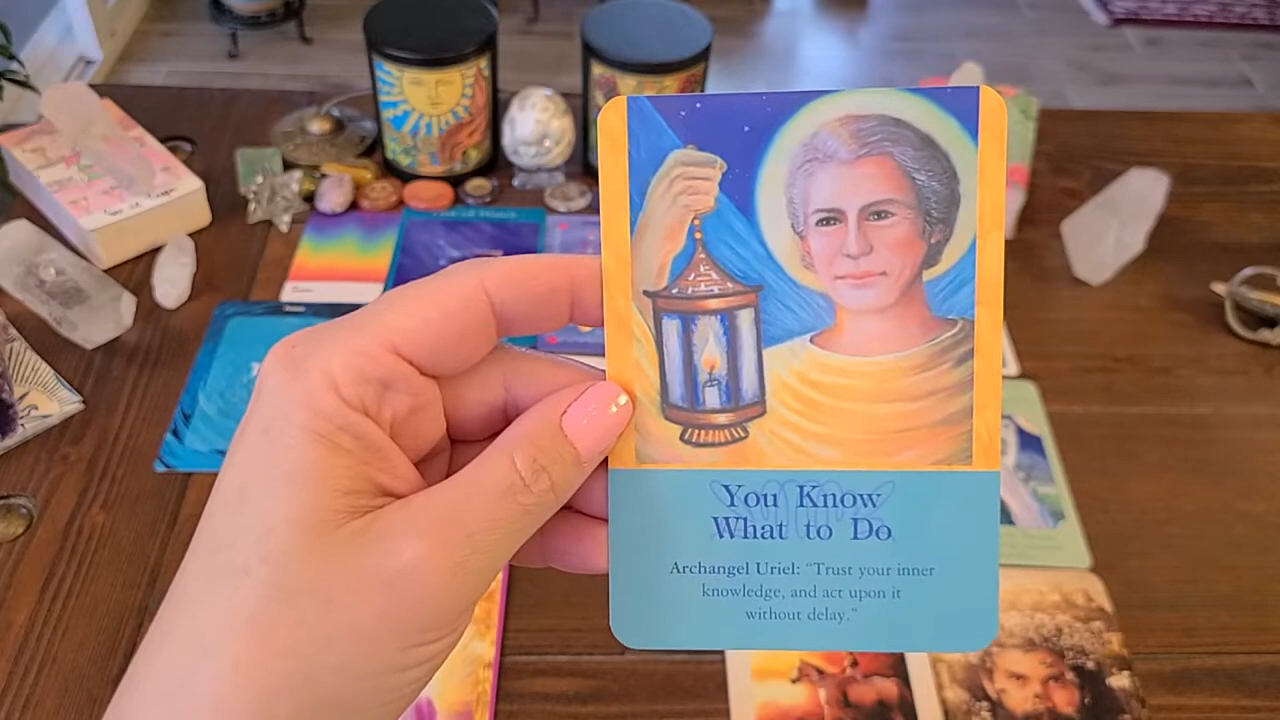 You Know
What to Do
Archangel Uriel: “Trust your inner
knowledge, and act upon it
without delay.”